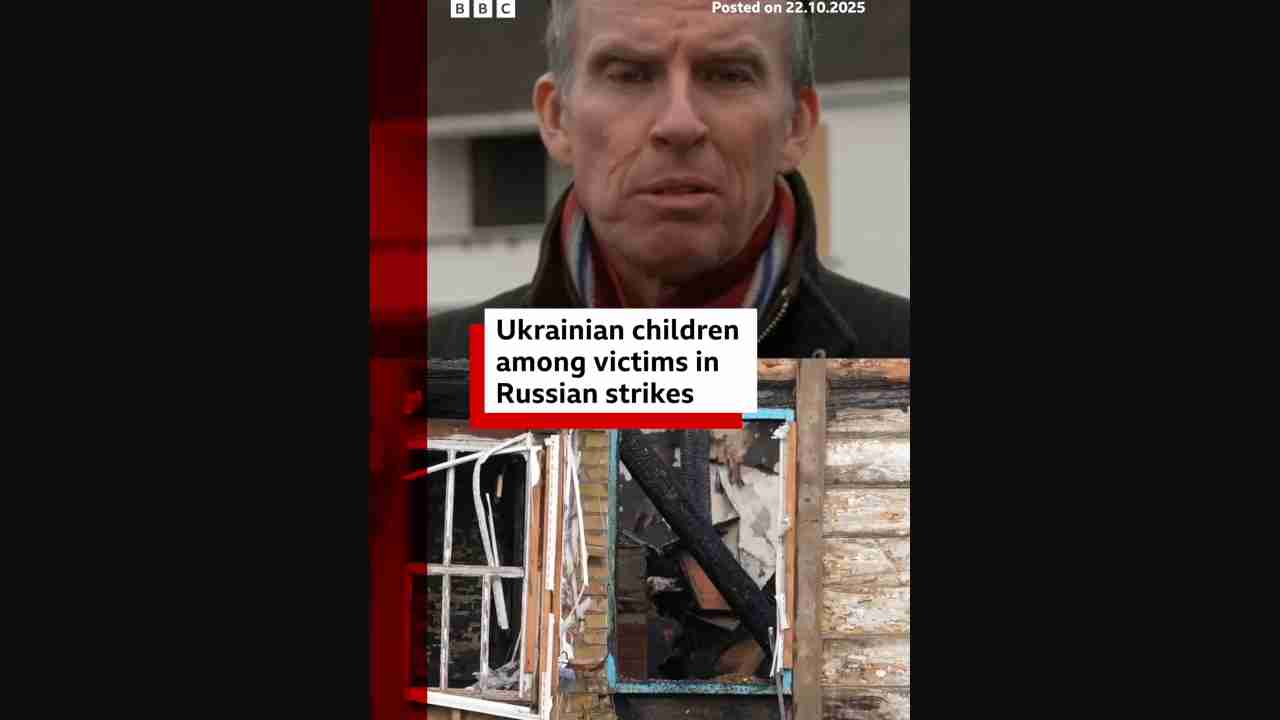 BBC
Posted on 22.10.2025
Ukrainian children
among victims in
Russian strikes